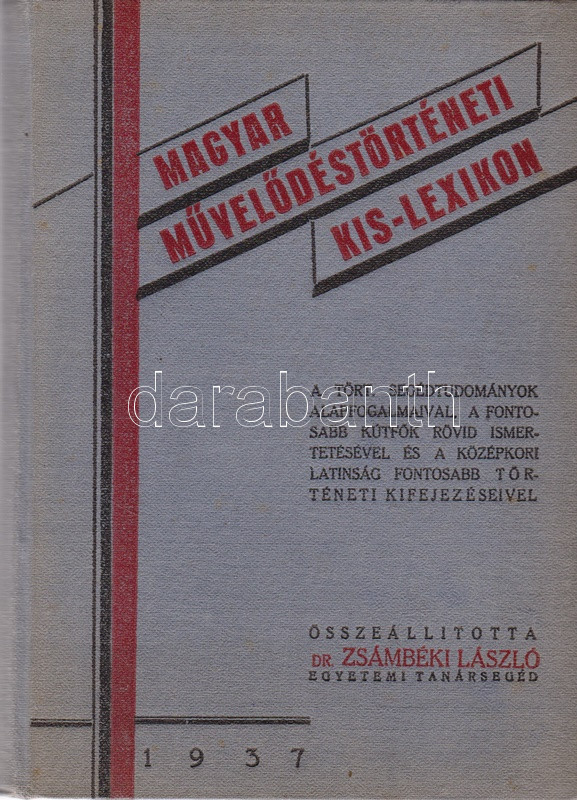 MAGYAR
MŰVELŐDÉSTÖRTÉNETI
KIS-LEXIKON
A TÖRT. SEGÉDTUDOMÁNYOK
ALAPFOGALMAIVAL, A FONTO-
SABB KÚTFŐK RÖVID ISMER-
TETÉSÉVEL ÉS A KÖZÉPKORI
LATINSÁG FONTOSABB TÖR-
TÉNETI KIFEJEZÉSEIVEL
darabanth
ÖSSZEÁLLITOTTA
DR. ZSÁMBÉKI LÁSZLÓ
EGYETEMI TANÁRSEGÉD
1937